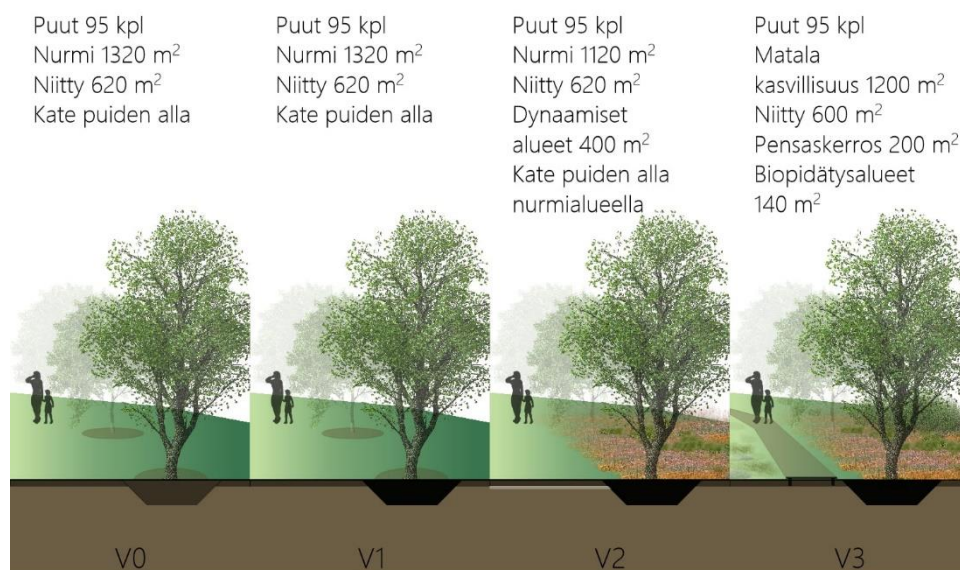 Puut 95 kpl
Nurmi 1320 m²
Niitty 620 m²
Kate puiden alla
Puut 95 kpl
Nurmi 1320 m²
Niitty 620 m²
Kate puiden alla
Puut 95 kpl
Nurmi 1120 m²
Niitty 620 m²
Dynaamiset
alueet 400 m²
Kate puiden alla
nurmialueella
Puut 95 kpl
Matala
kasvillisuus 1200 m²
Niitty 600 m²
Pensaskerros 200 m²
Biopidätysalueet
140 m²
V0
V1
V2
V3